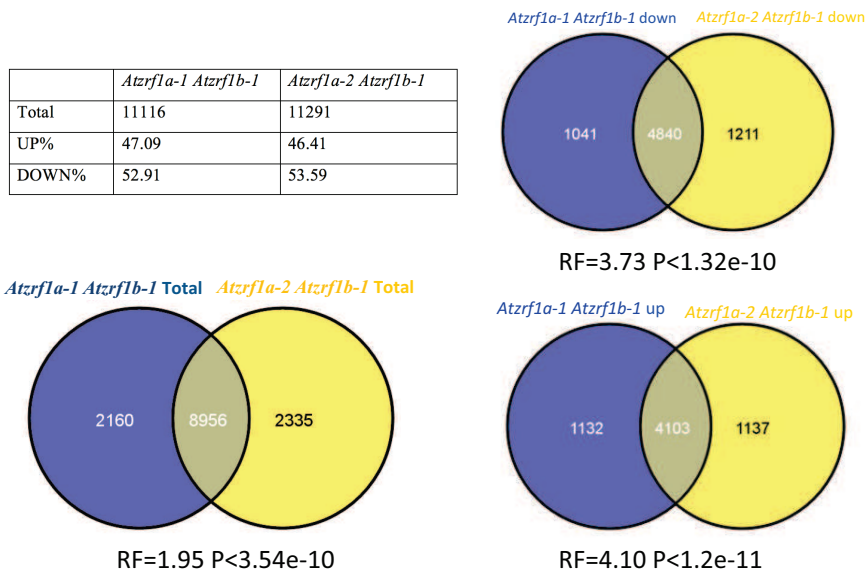 Atzrf1a-1 Atzrf1b-1 Atzrf1a-2 Atzrf1b-1
Total 11116 11291
UP% 47.09 46.41
DOWN% 52.91 53.59
Atzrf1a-1 Atzrf1b-1 down Atzrf1a-2 Atzrf1b-1 down
1041 4840 1211
RF=3.73 P<1.32e-10
Atzrf1a-1 Atzrf1b-1 Total Atzrf1a-2 Atzrf1b-1 Total
2160 8956 2335
RF=1.95 P<3.54e-10
Atzrf1a-1 Atzrf1b-1 up Atzrf1a-2 Atzrf1b-1 up
1132 4103 1137
RF=4.10 P<1.2e-11